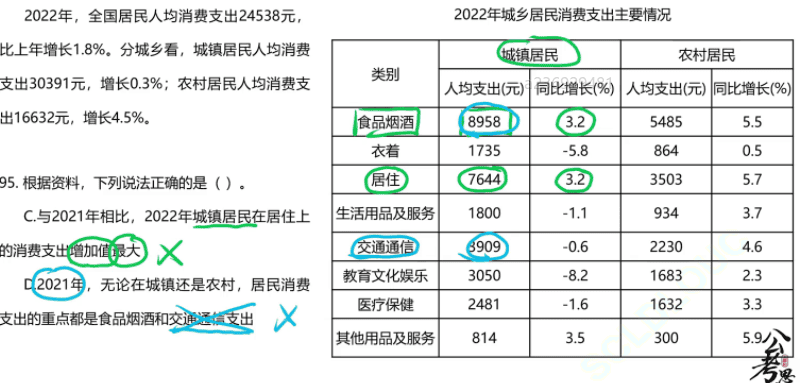 2022年，全国居民人均消费支出24538元，
比上年增长1.8%。分城乡看，城镇居民人均消费
支出30391元，增长0.3%；农村居民人均消费支
出16632元，增长4.5%。
95. 根据资料，下列说法正确的是（ ）。
C.与2021年相比，2022年城镇居民在居住上
的消费支出增加值最大
D.2021年，无论在城镇还是农村，居民消费
支出的重点都是食品烟酒和交通通信支出
2022年城乡居民消费支出主要情况
类别 城镇居民 农村居民
人均支出(元) 同比增长(%) 人均支出(元) 同比增长(%)
食品烟酒 8958 3.2 5485 5.5
衣着 1735 -5.8 864 0.5
居住 7644 3.2 3503 5.7
生活用品及服务 1800 -1.1 934 3.7
交通通信 3909 -0.6 2230 4.6
教育文化娱乐 3050 -8.2 1683 2.3
医疗保健 2481 -1.6 1632 3.3
其他用品及服务 814 3.5 300 5.9
公考
思